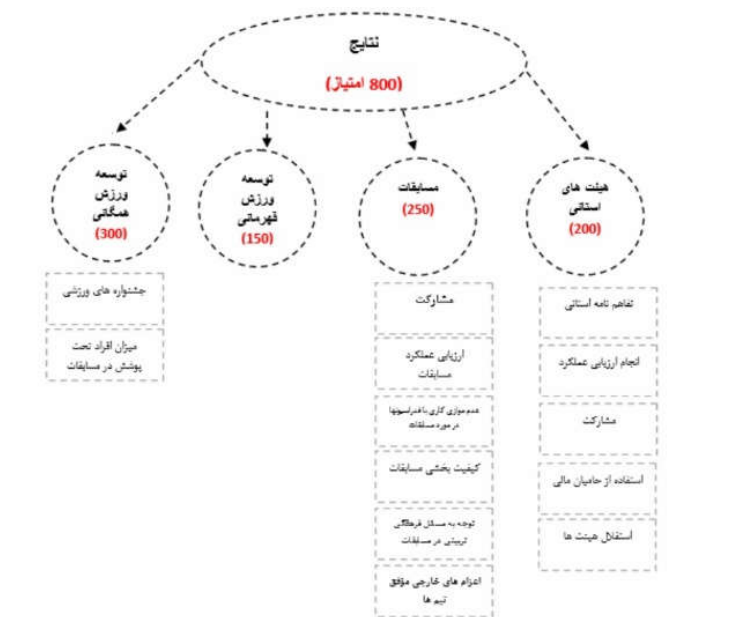 نتایج
(800 امتیاز)
هیئت های
استانی
(200)
تفاهم نامه استانی
انجام ارزیابی عملکرد
مشارکت
استفاده از حامیان مالی
استقلال هیئت ها
مسابقات
(250)
مشارکت
ارزیابی عملکرد
مسابقات
عدم موازی کاری با فدراسیونها
در مورد مسابقات
کیفیت بخشی مسابقات
توجه به مسائل فرهنگی
تربیتی در مسابقات
اعزام های خارجی موفق
تیم ها
توسعه
ورزش
قهرمانی
(150)
توسعه
ورزش
همگانی
(300)
جشنواره های ورزشی
میزان افراد تحت
پوشش در مسابقات